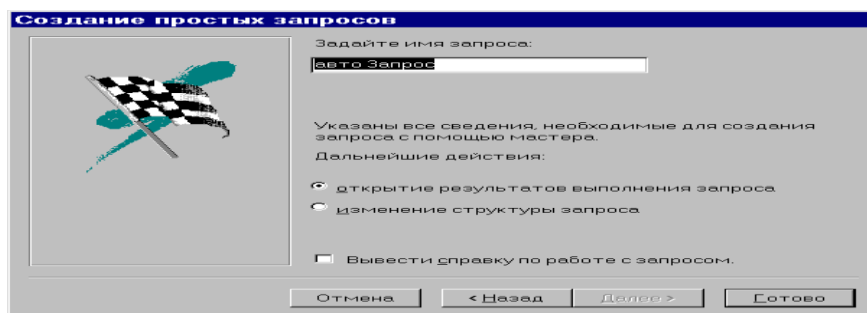 Создание простых запросов
Задайте имя запроса:
авто Запрос
Указаны все сведения, необходимые для создания
запроса с помощью мастера.
Дальнейшие действия:
открытие результатов выполнения запроса
изменение структуры запроса
Вывести справку по работе с запросом.
Отмена < Назад Далее > Готово